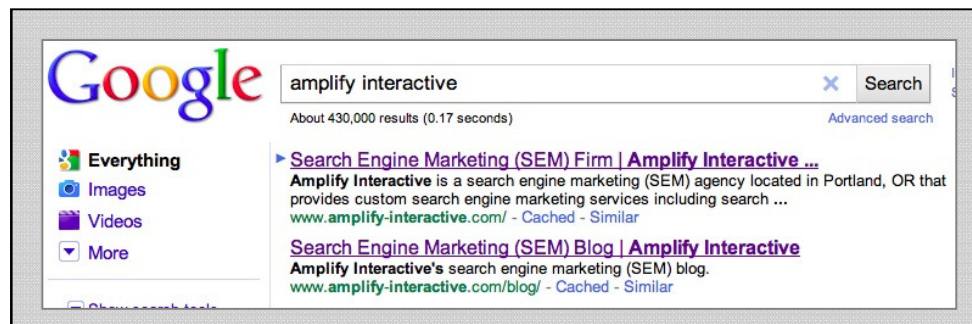 Google
amplify interactive
Search
About 430,000 results (0.17 seconds)
Advanced search
Everything
Images
Videos
More
Search Engine Marketing (SEM) Firm | Amplify Interactive ...
Amplify Interactive is a search engine marketing (SEM) agency located in Portland, OR that
provides custom search engine marketing services including search ...
www.amplify-interactive.com/ - Cached - Similar
Search Engine Marketing (SEM) Blog | Amplify Interactive
Amplify Interactive's search engine marketing (SEM) blog.
www.amplify-interactive.com/blog/ - Cached - Similar
Show search tools